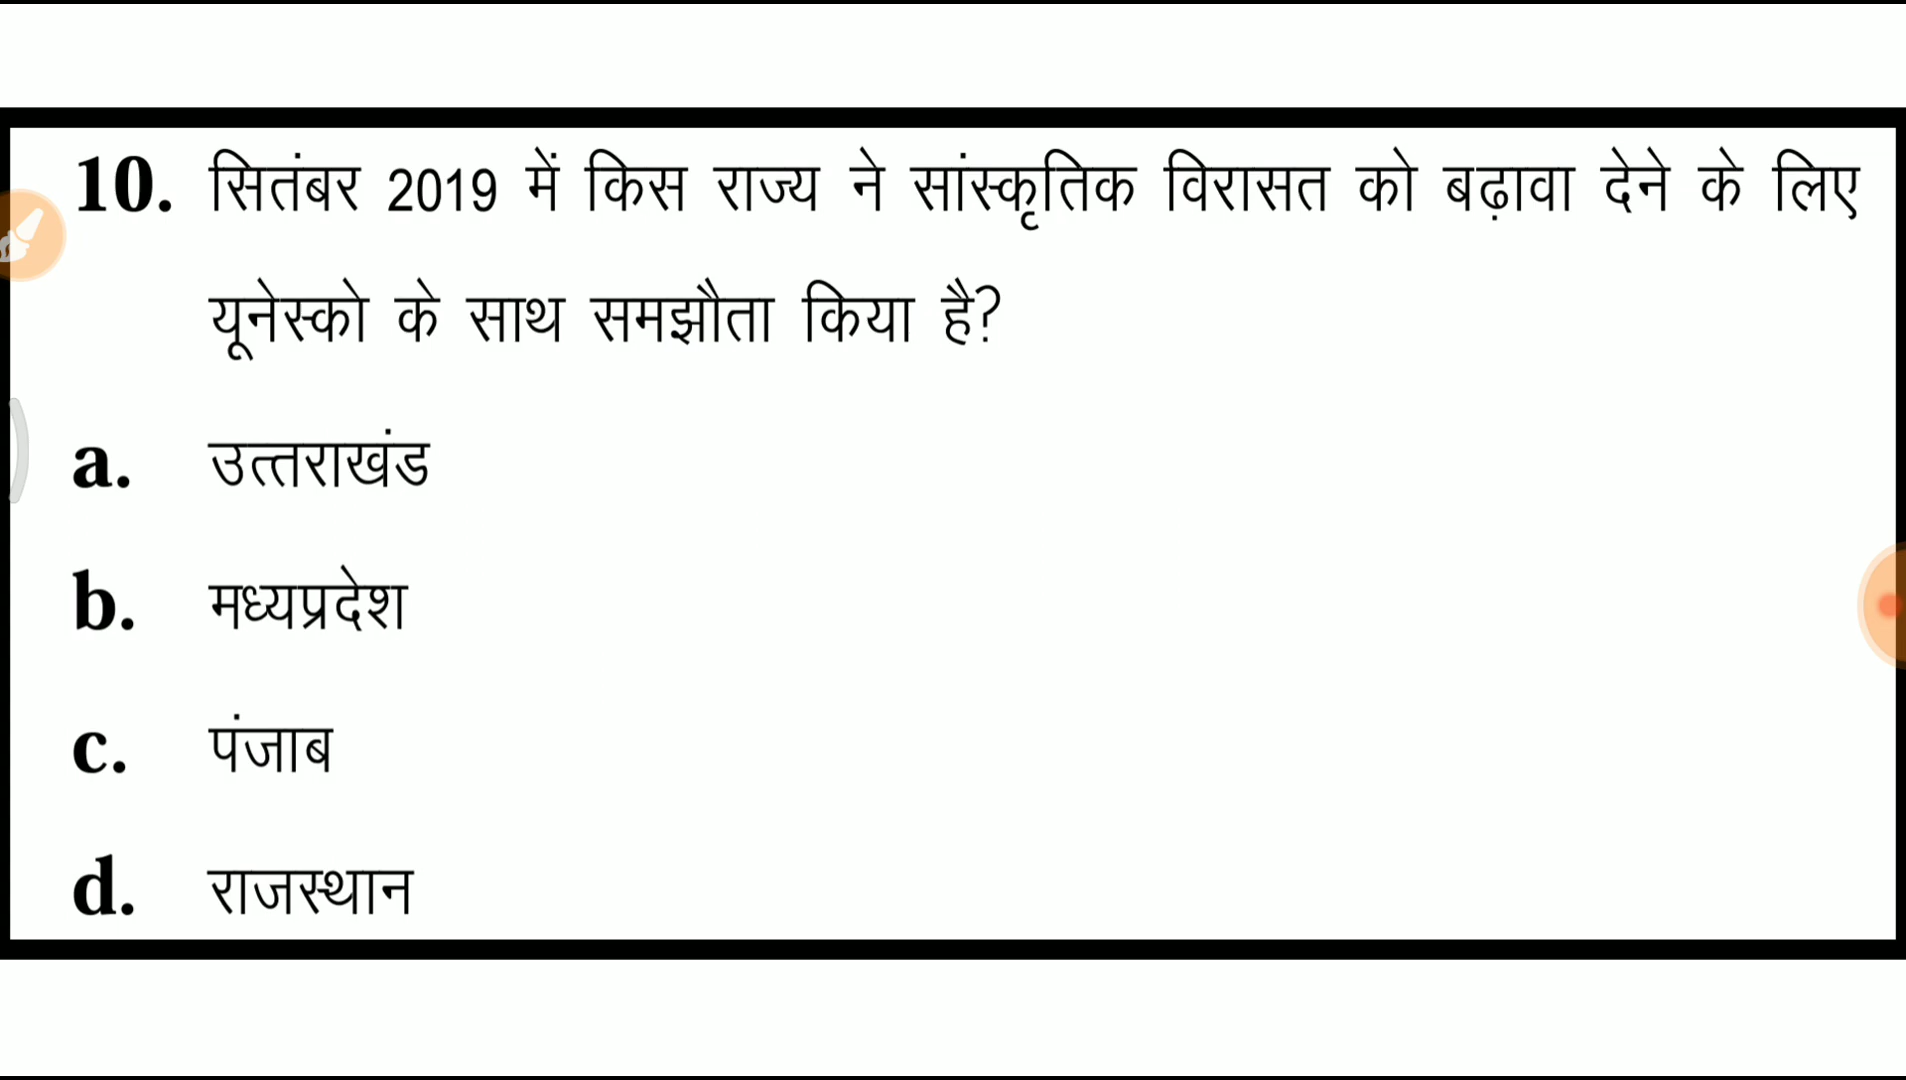 10. सितंबर 2019 में किस राज्य ने सांस्कृतिक विरासत को बढ़ावा देने के लिए
यूनेस्को के साथ समझौता किया है?
a. उत्तराखंड
b. मध्यप्रदेश
c. पंजाब
d. राजस्थान